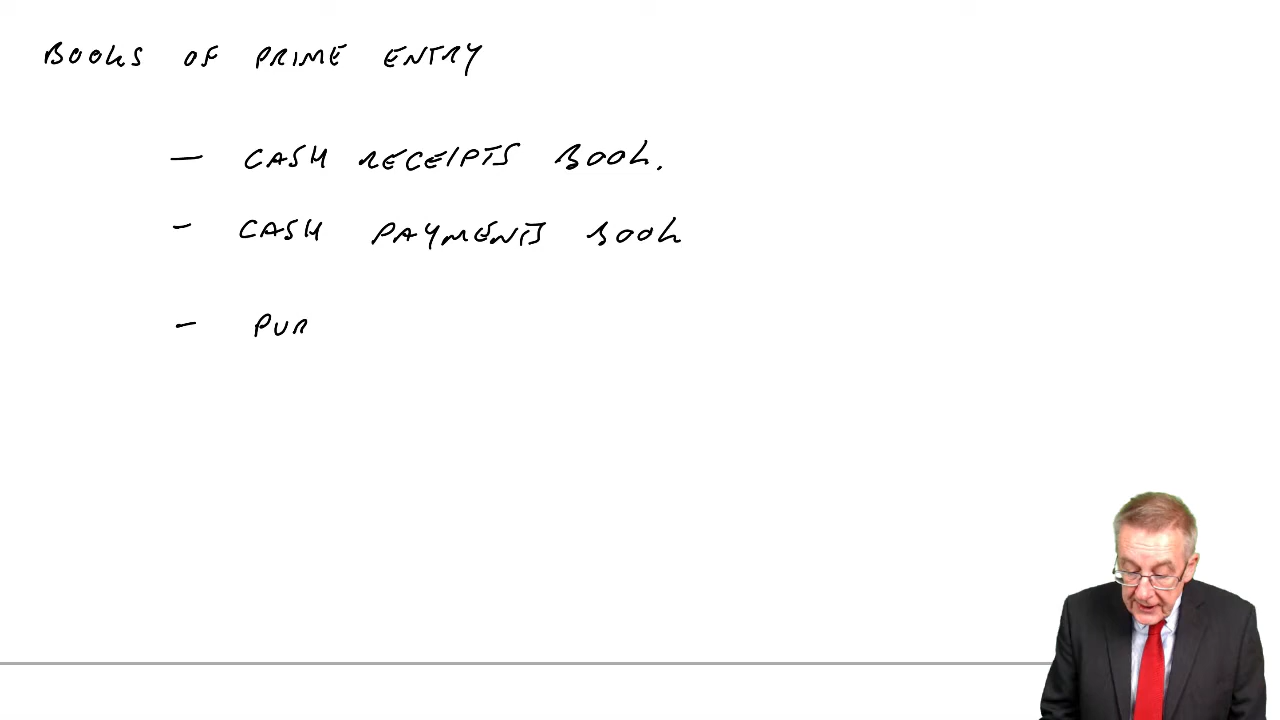 BOOKS OF PRIME ENTRY
— CASH RECEIPTS BOOK.
- CASH PAYMENTS BOOK
- PUR